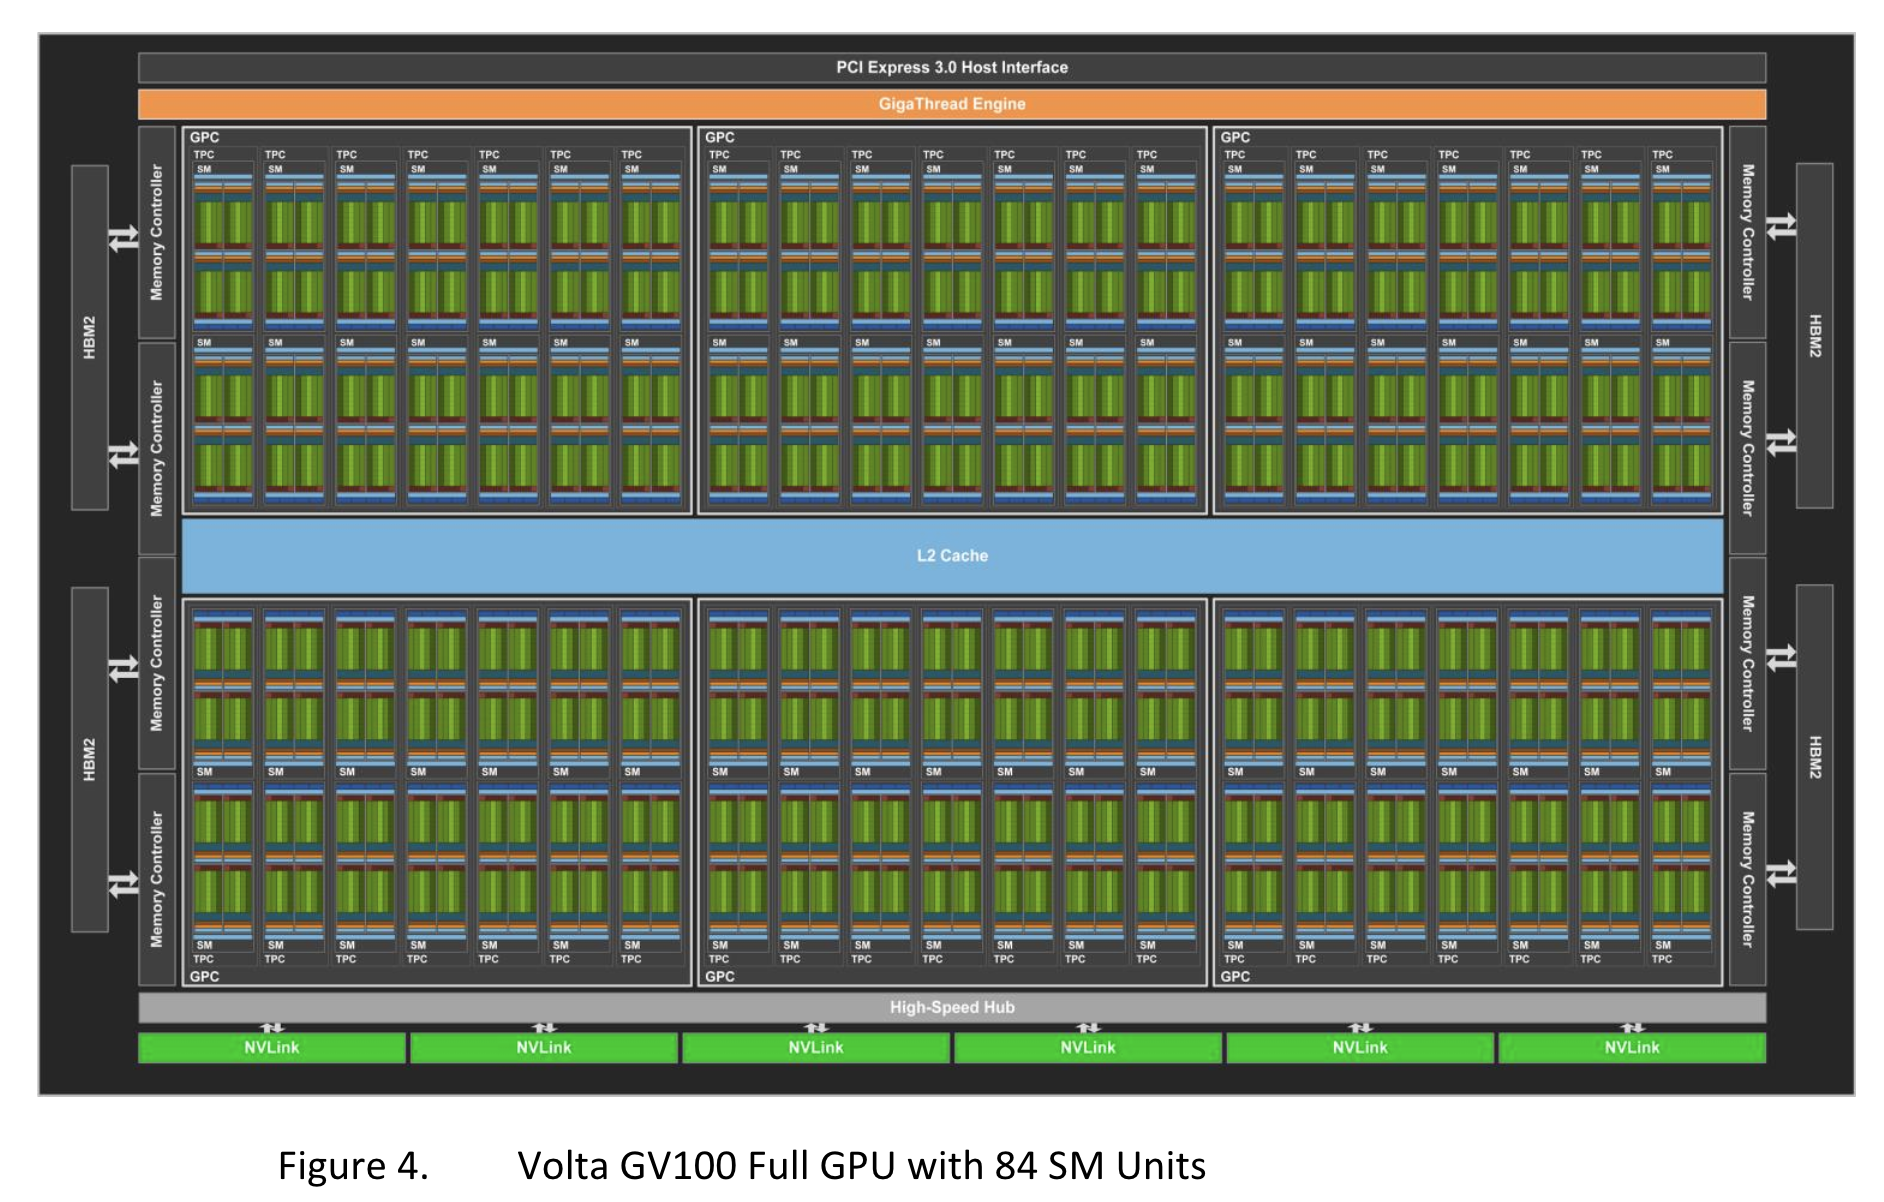 PCI Express 3.0 Host Interface
GigaThread Engine
GPC GPC GPC
TPC TPC TPC TPC TPC TPC TPC TPC TPC TPC TPC TPC TPC TPC TPC TPC TPC TPC TPC TPC TPC
SM SM SM SM SM SM SM SM SM SM SM SM SM SM SM SM SM SM SM SM SM
Memory Controller
Memory Controller
HBM2
HBM2
SM SM SM SM SM SM SM SM SM SM SM SM SM SM SM SM SM SM SM SM SM
Memory Controller
Memory Controller
L2 Cache
Memory Controller
Memory Controller
HBM2
HBM2
SM SM SM SM SM SM SM SM SM SM SM SM SM SM SM SM SM SM SM SM SM
Memory Controller
Memory Controller
SM SM SM SM SM SM SM SM SM SM SM SM SM SM SM SM SM SM SM SM SM
TPC TPC TPC TPC TPC TPC TPC TPC TPC TPC TPC TPC TPC TPC TPC TPC TPC TPC TPC TPC TPC
GPC GPC GPC
High-Speed Hub
NVLink NVLink NVLink NVLink NVLink NVLink
Figure 4. Volta GV100 Full GPU with 84 SM Units